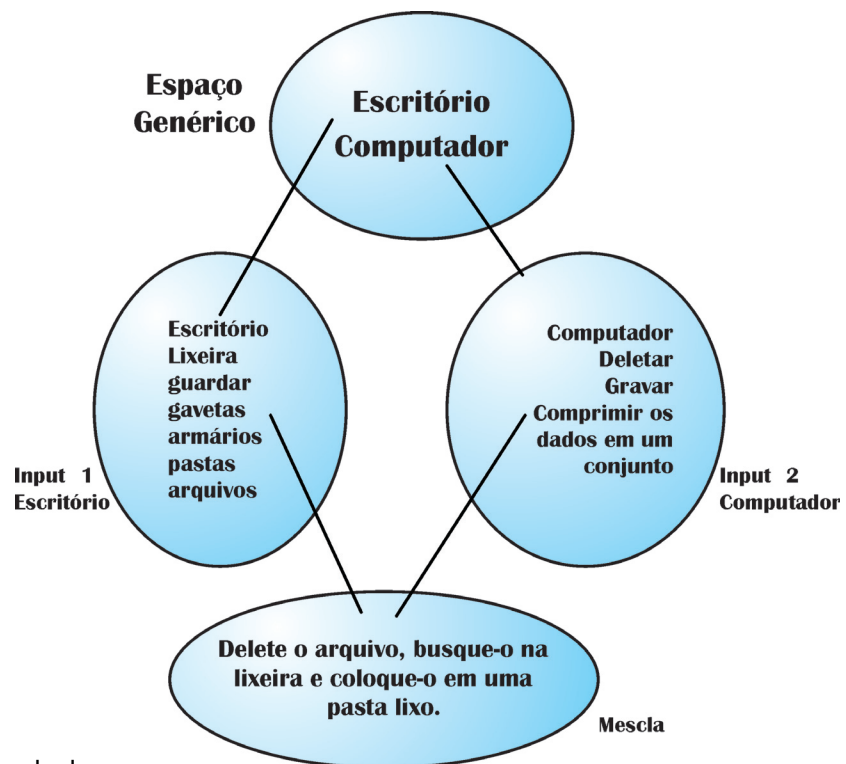 Espaço
Genérico
Escritório
Computador
Escritório
Lixeira
guardar
gavetas
armários
pastas
arquivos
Input 1
Escritório
Computador
Deletar
Gravar
Comprimir os
dados em um
conjunto
Input 2
Computador
Delete o arquivo, busque-o na
lixeira e coloque-o em uma
pasta lixo.
Mescla